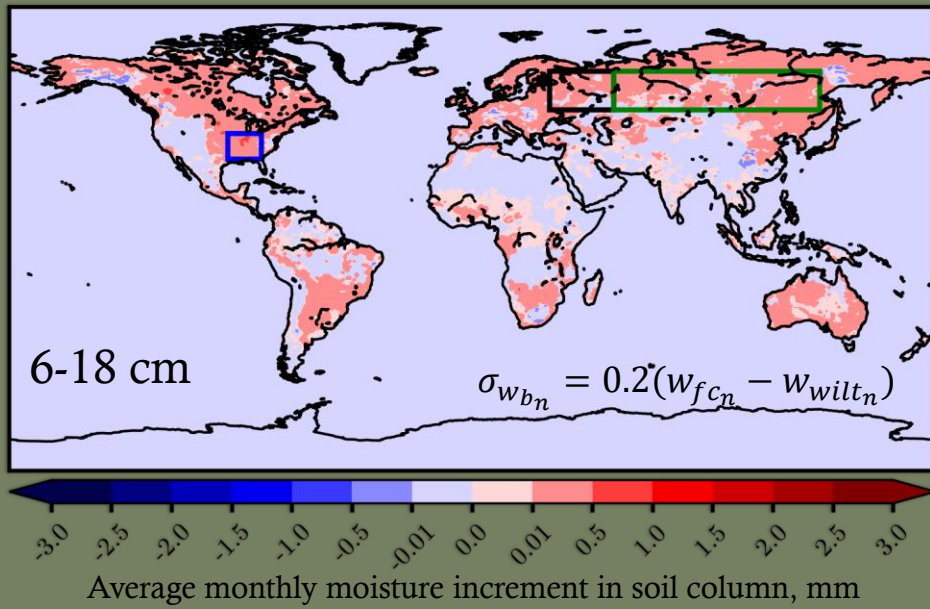 6-18 cm
𝜎_{w_{b_n}} = 0.2(w_{fc_n} − w_{wilt_n})
-3.0 -2.5 -2.0 -1.5 -1.0 -0.5 -0.01 0.0 0.01 0.5 1.0 1.5 2.0 2.5 3.0
Average monthly moisture increment in soil column, mm